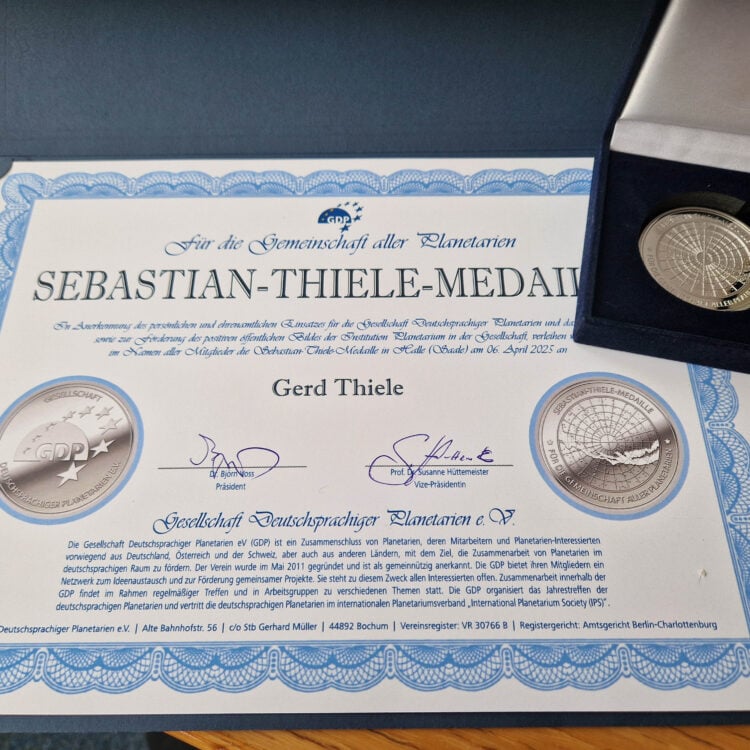 GDP
Für die Gemeinschaft aller Planetarien
SEBASTIAN-THIELE-MEDAIL
In Anerkennung des persönlichen und ehrenamtlichen Einsatzes für die Gesellschaft Deutschsprachiger Planetarien und da
sowie zur Förderung des positiven öffentlichen Bildes der Institution Planetarium in der Gesellschaft, verleihen
im Namen aller Mitglieder die Sebastian-Thiele-Medaille in Halle (Saale) am 06. April 2025 an
Gerd Thiele
GESELLSCHAFT
GDP
DEUTSCHSPRACHIGER PLANETARIEN E.V.
Dr. Björn Voss
Präsident
Prof. Dr. Susanne Hüttemeister
Vize-Präsidentin
SEBASTIAN-THIELE-MEDAILLE
FÜR DIE GEMEINSCHAFT ALLER PLANETARIEN
Gesellschaft Deutschsprachiger Planetarien e.V.
Die Gesellschaft Deutschsprachiger Planetarien eV (GDP) ist ein Zusammenschluss von Planetarien, deren Mitarbeitern und Planetarien-Interessierten
vorwiegend aus Deutschland, Österreich und der Schweiz, aber auch aus anderen Ländern, mit dem Ziel, die Zusammenarbeit von Planetarien im
deutschsprachigen Raum zu fördern. Der Verein wurde im Mai 2011 gegründet und ist als gemeinnützig anerkannt. Die GDP bietet ihren Mitgliedern ein
Netzwerk zum Ideenaustausch und zur Förderung gemeinsamer Projekte. Sie steht zu diesem Zweck allen Interessierten offen. Zusammenarbeit innerhalb der
GDP findet im Rahmen regelmäßiger Treffen und in Arbeitsgruppen zu verschiedenen Themen statt. Die GDP organisiert das Jahrestreffen der
deutschsprachigen Planetarien und vertritt die deutschsprachigen Planetarien im internationalen Planetariumsverband „International Planetarium Society (IPS)".
Deutschsprachiger Planetarien e.V. | Alte Bahnhofstr. 56 | c/o Stb Gerhard Müller | 44892 Bochum | Vereinsregister: VR 30766 B | Registergericht: Amtsgericht Berlin-Charlottenburg